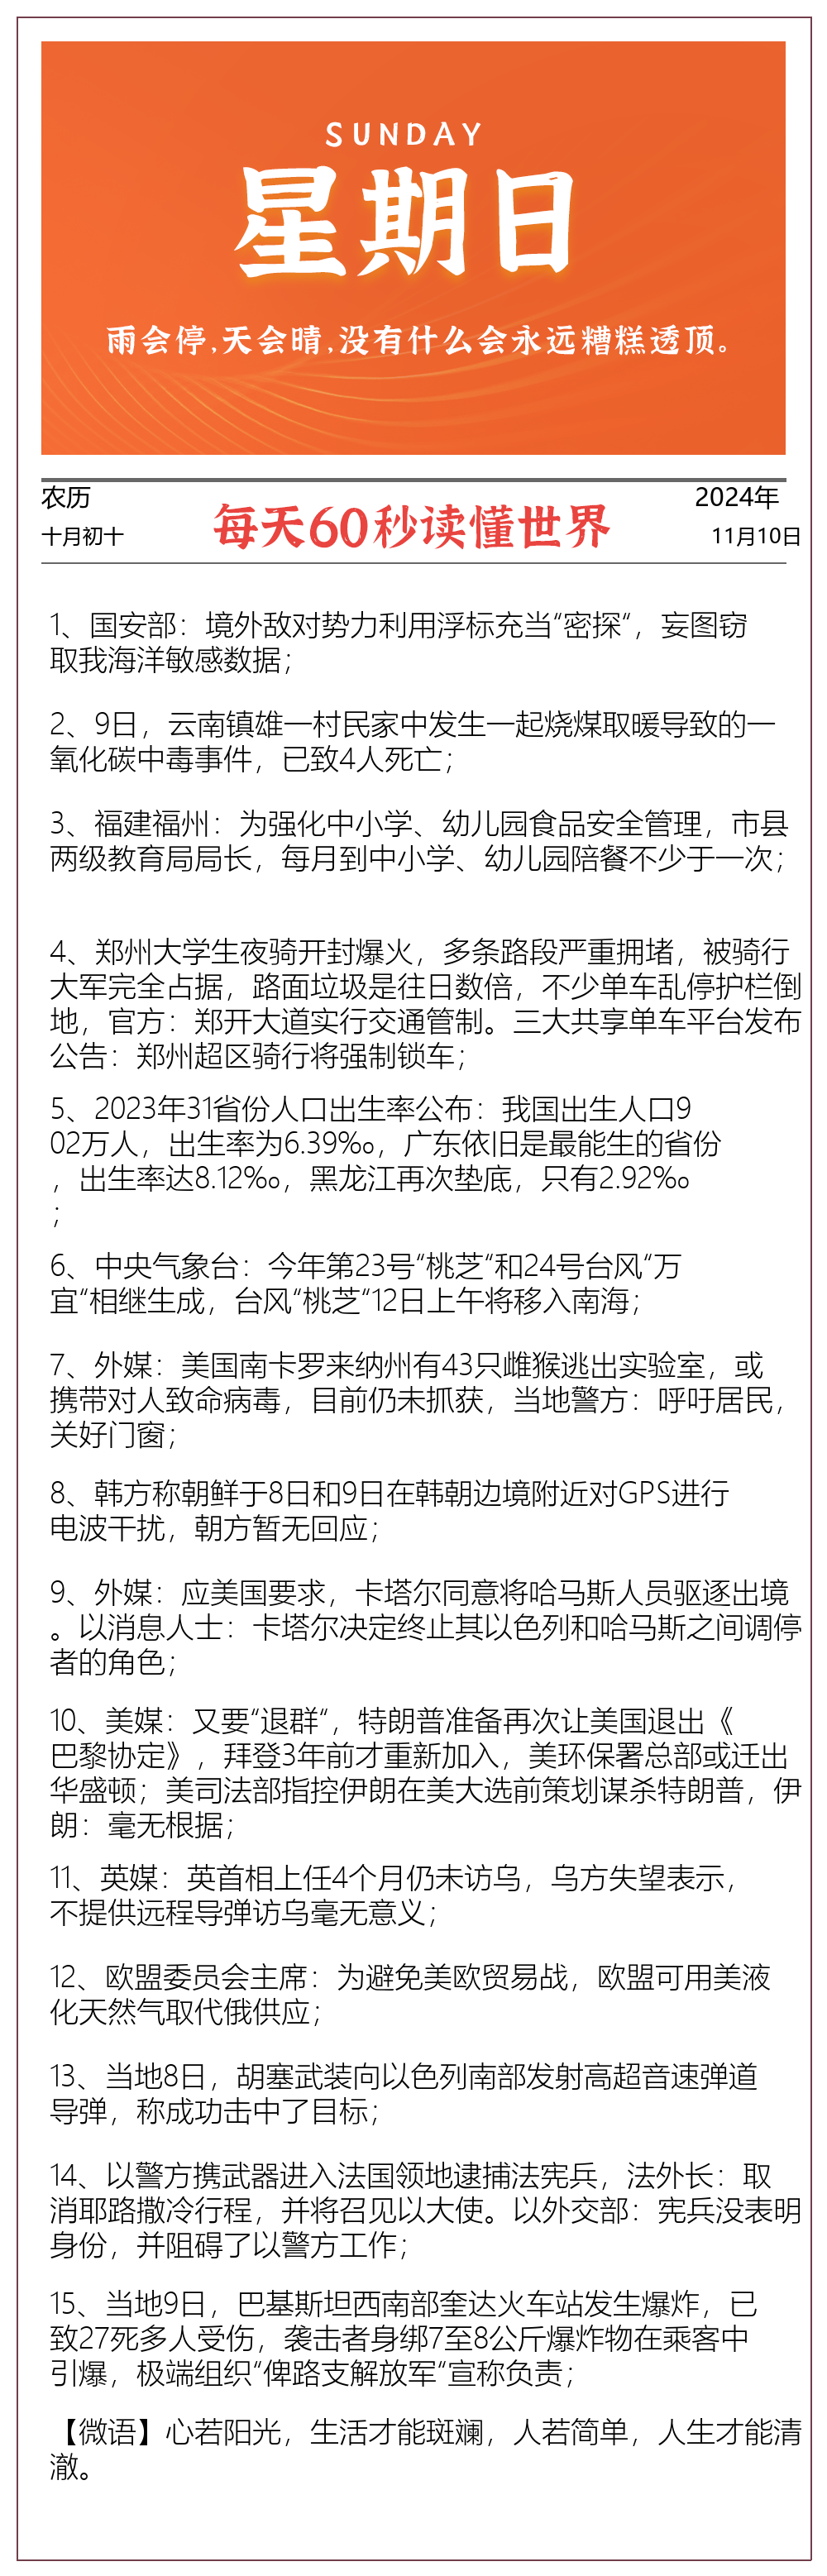 SUNDAY
星期日
雨会停,天会晴,没有什么会永远糟糕透顶。
农历
十月初十
每天60秒读懂世界
2024年
11月10日
1、国安部：境外敌对势力利用浮标充当“密探“，妄图窃
取我海洋敏感数据；
2、9日，云南镇雄一村民家中发生一起烧煤取暖导致的一
氧化碳中毒事件，已致4人死亡；
3、福建福州：为强化中小学、幼儿园食品安全管理，市县
两级教育局局长，每月到中小学、幼儿园陪餐不少于一次；
4、郑州大学生夜骑开封爆火，多条路段严重拥堵，被骑行
大军完全占据，路面垃圾是往日数倍，不少单车乱停护栏倒
地，官方：郑开大道实行交通管制。三大共享单车平台发布
公告：郑州超区骑行将强制锁车；
5、2023年31省份人口出生率公布：我国出生人口9
02万人，出生率为6.39‰，广东依旧是最能生的省份
，出生率达8.12‰，黑龙江再次垫底，只有2.92‰
；
6、中央气象台：今年第23号“桃芝“和24号台风“万
宜“相继生成，台风“桃芝“12日上午将移入南海；
7、外媒：美国南卡罗来纳州有43只雌猴逃出实验室，或
携带对人致命病毒，目前仍未抓获，当地警方：呼吁居民，
关好门窗；
8、韩方称朝鲜于8日和9日在韩朝边境附近对GPS进行
电波干扰，朝方暂无回应；
9、外媒：应美国要求，卡塔尔同意将哈马斯人员驱逐出境
。以消息人士：卡塔尔决定终止其以色列和哈马斯之间调停
者的角色；
10、美媒：又要“退群“，特朗普准备再次让美国退出《
巴黎协定》，拜登3年前才重新加入，美环保署总部或迁出
华盛顿；美司法部指控伊朗在美大选前策划谋杀特朗普，伊
朗：毫无根据；
11、英媒：英首相上任4个月仍未访乌，乌方失望表示，
不提供远程导弹访乌毫无意义；
12、欧盟委员会主席：为避免美欧贸易战，欧盟可用美液
化天然气取代俄供应；
13、当地8日，胡塞武装向以色列南部发射高超音速弹道
导弹，称成功击中了目标；
14、以警方携武器进入法国领地逮捕法宪兵，法外长：取
消耶路撒冷行程，并将召见以大使。以外交部：宪兵没表明
身份，并阻碍了以警方工作；
15、当地9日，巴基斯坦西南部奎达火车站发生爆炸，已
致27死多人受伤，袭击者身绑7至8公斤爆炸物在乘客中
引爆，极端组织“俾路支解放军“宣称负责；
【微语】心若阳光，生活才能斑斓，人若简单，人生才能清
澈。